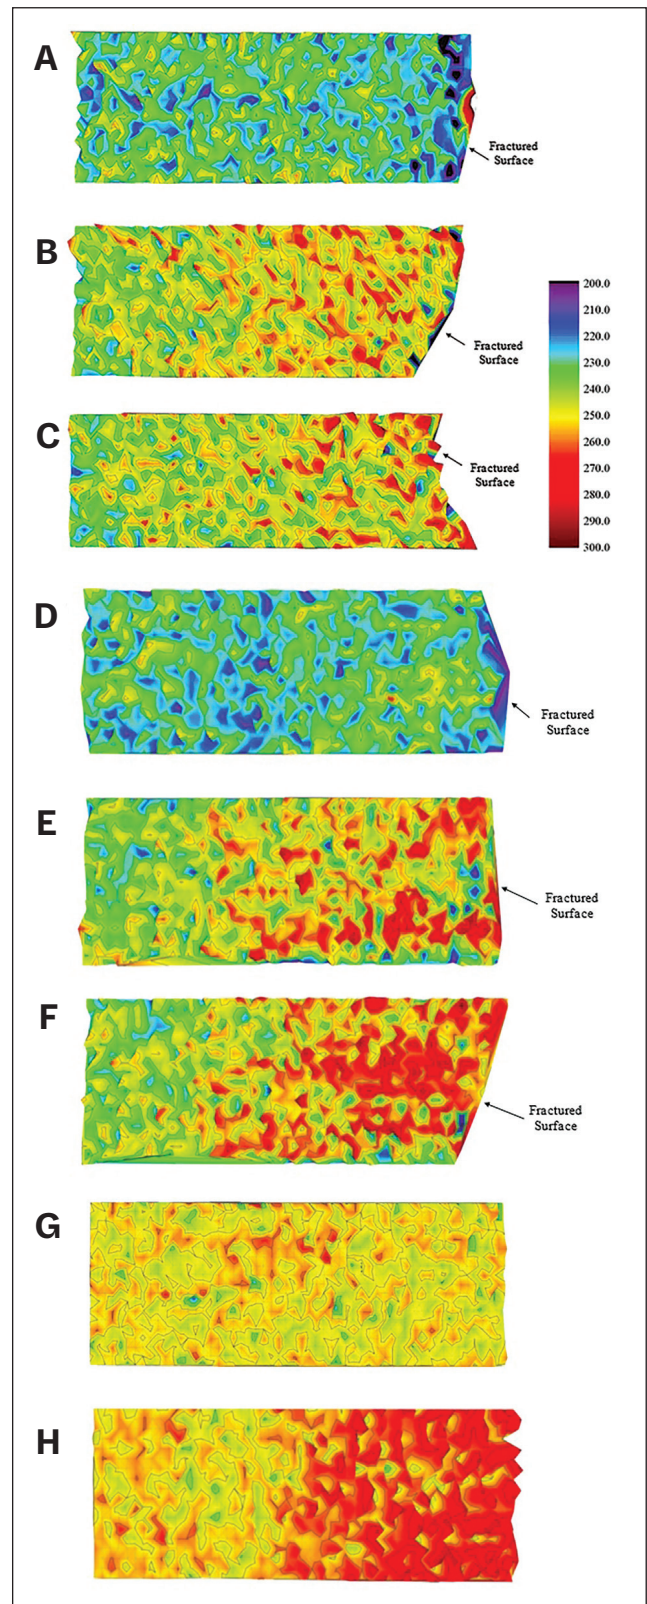 A
Fractured
Surface
B
200.0
210.0
220.0
230.0
240.0
250.0
260.0
270.0
280.0
290.0
300.0
Fractured
Surface
C
Fractured
Surface
D
Fractured
Surface
E
Fractured
Surface
F
Fractured
Surface
G
H